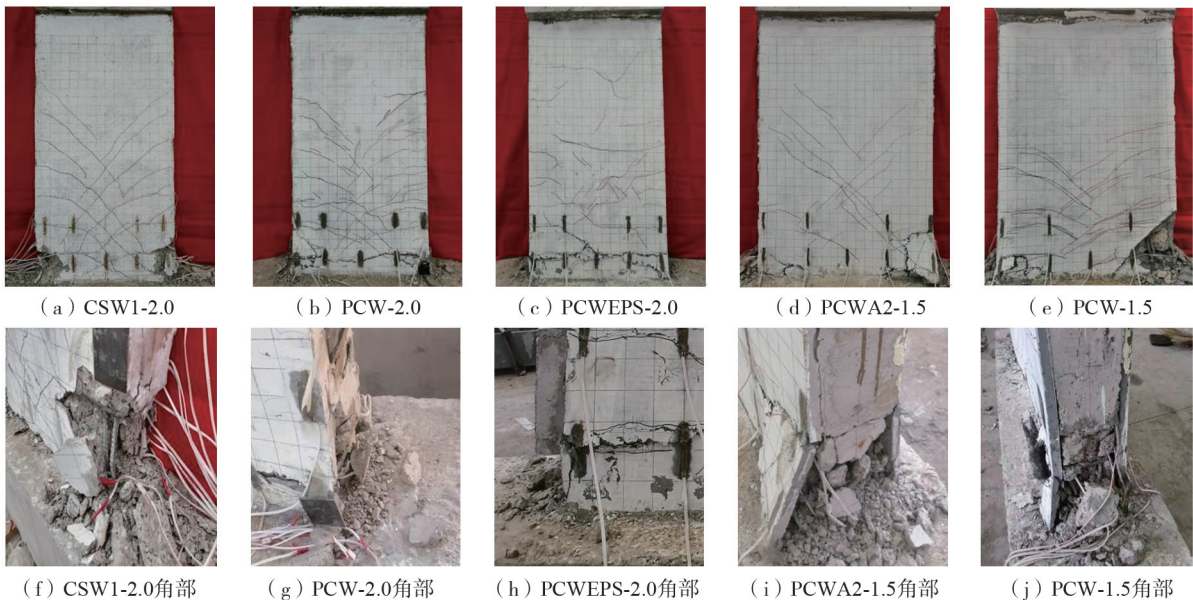 （a）CSW1-2.0
（b）PCW-2.0
（c）PCWEPS-2.0
（d）PCWA2-1.5
（e）PCW-1.5
（f）CSW1-2.0角部
（g）PCW-2.0角部
（h）PCWEPS-2.0角部
（i）PCWA2-1.5角部
（j）PCW-1.5角部